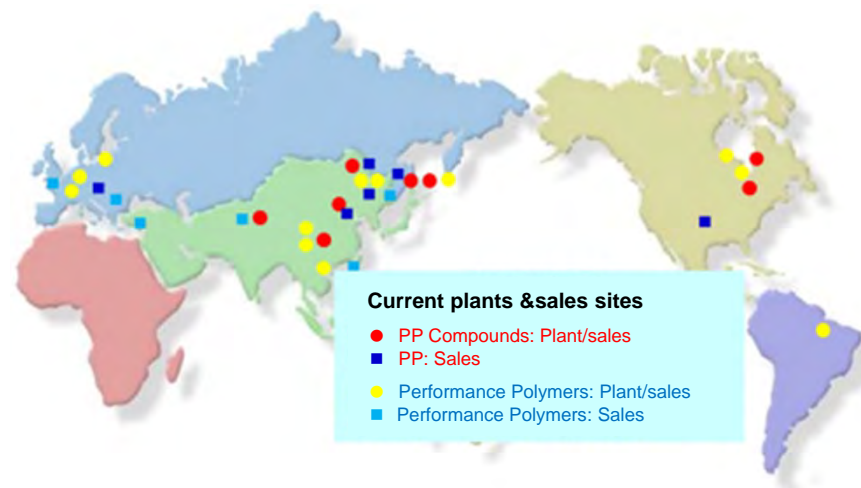 Current plants &sales sites
PP Compounds: Plant/sales
PP: Sales
Performance Polymers: Plant/sales
Performance Polymers: Sales